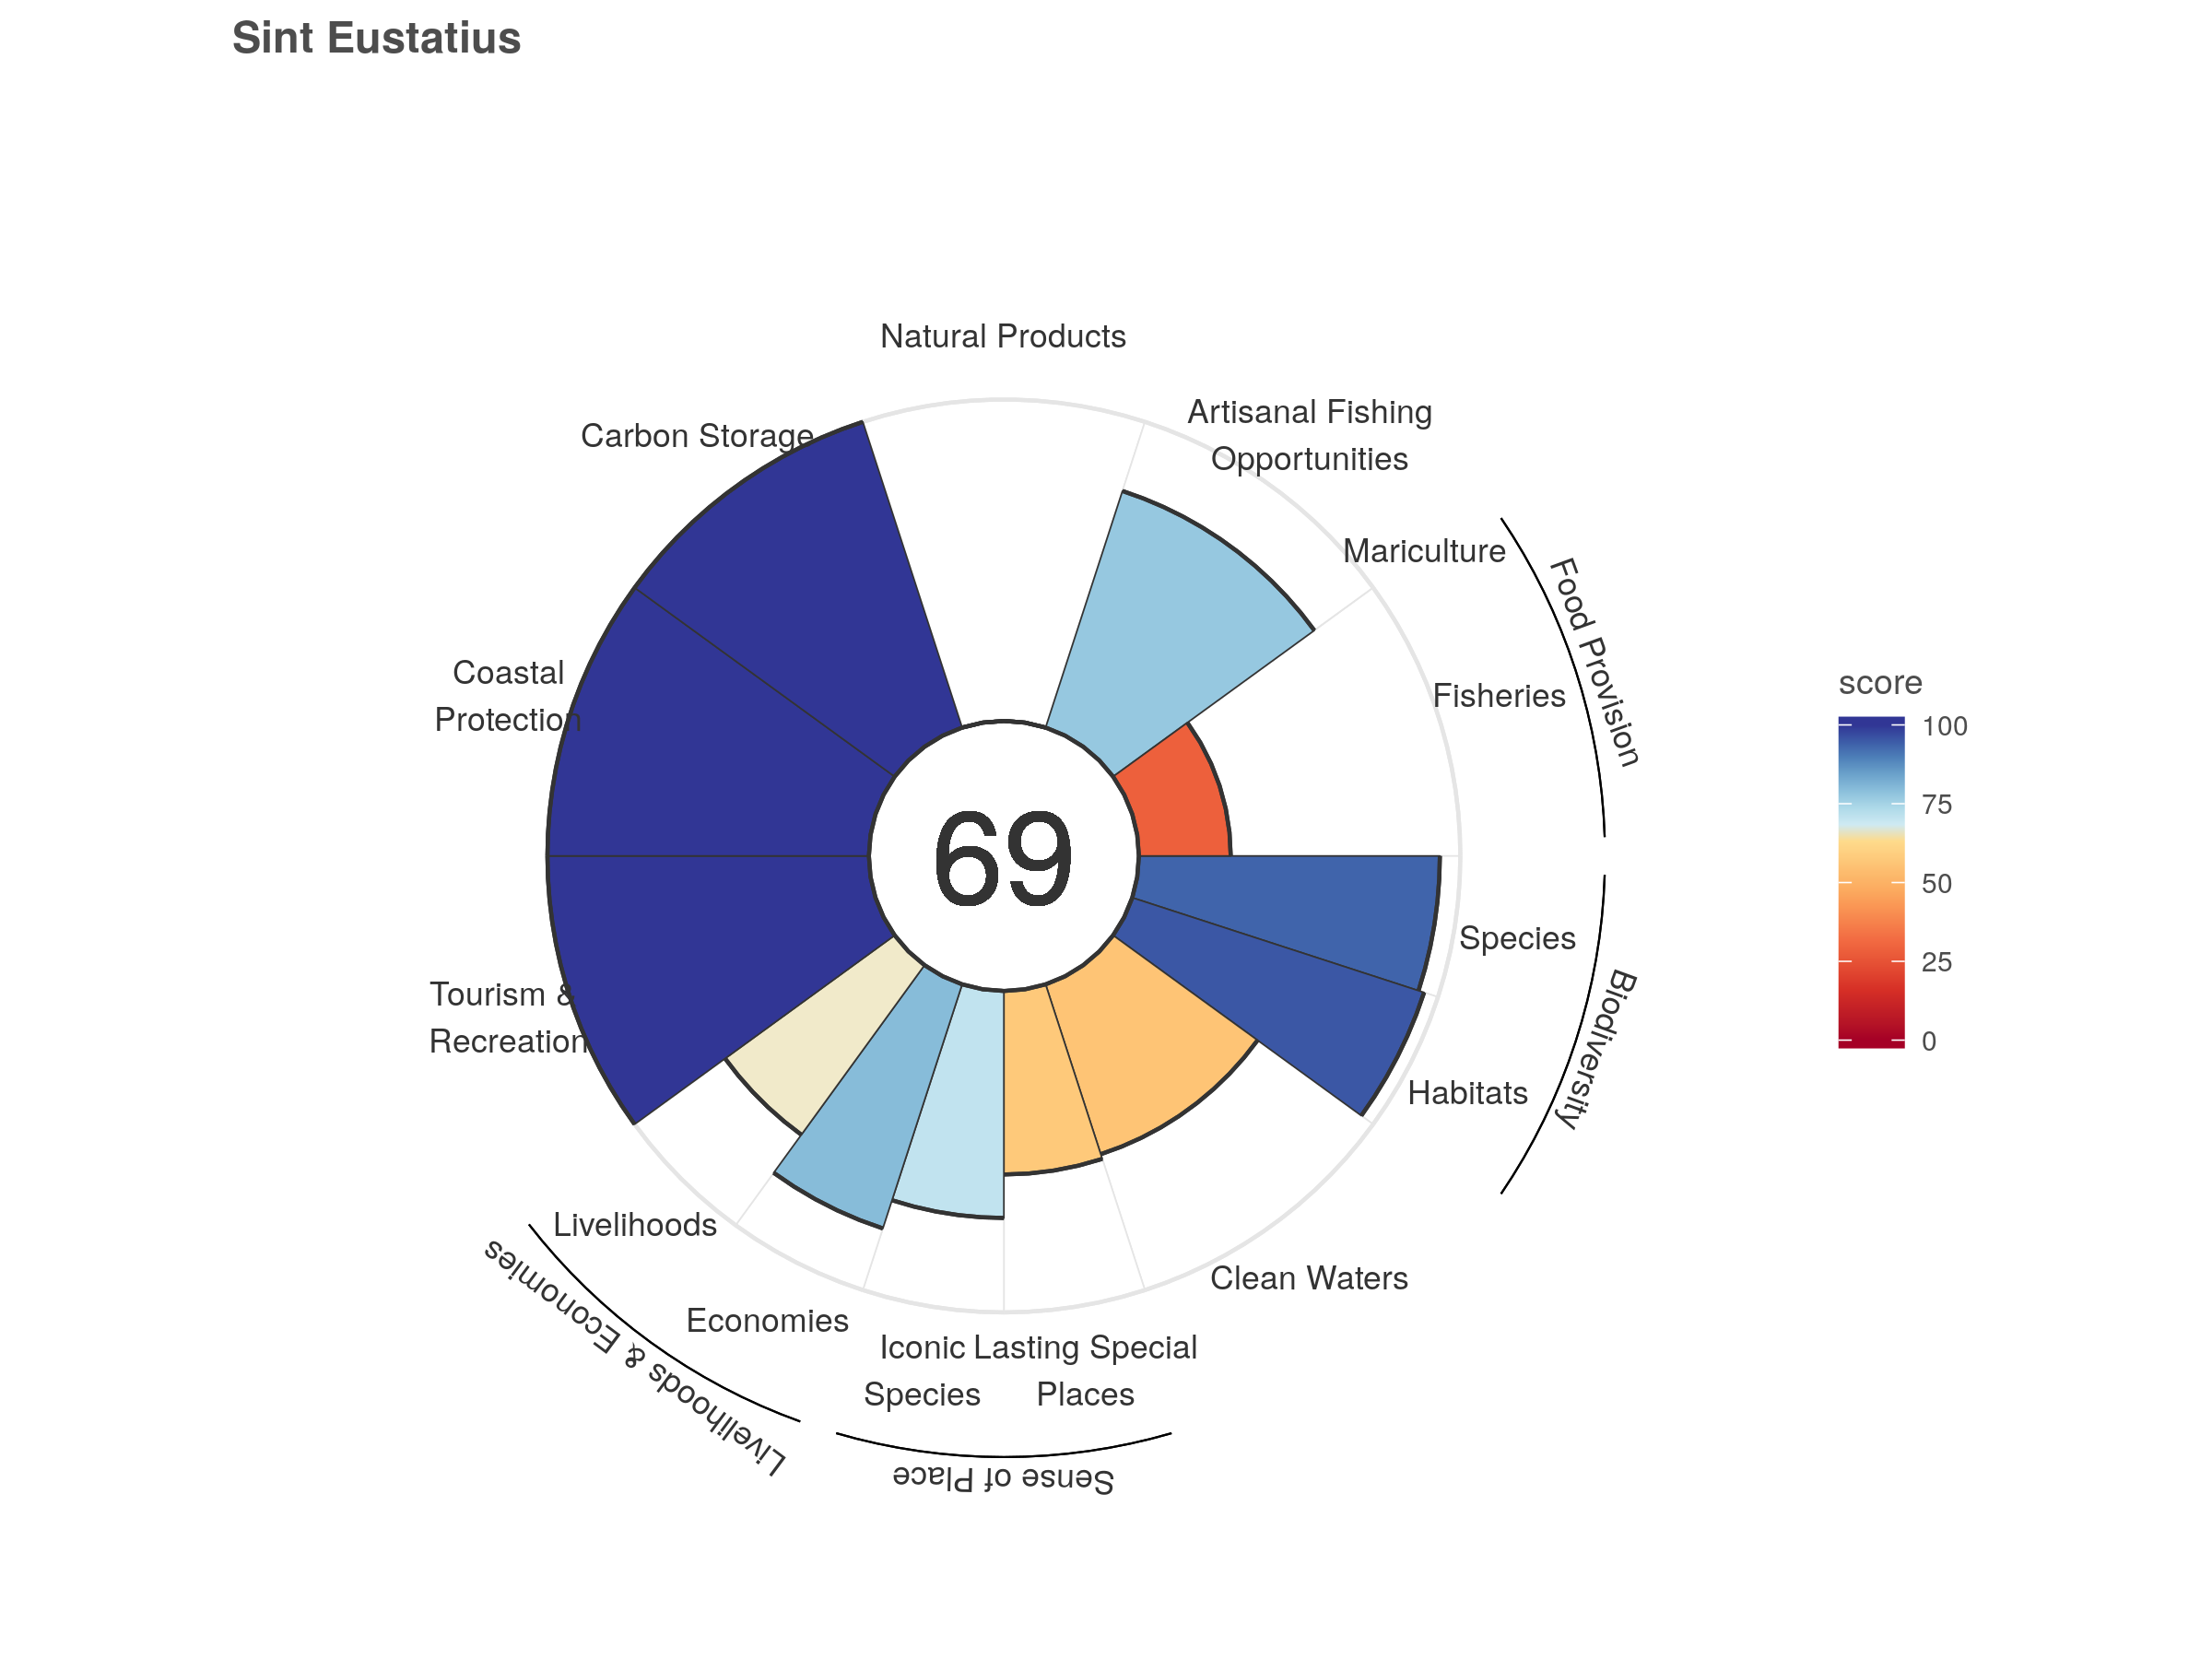 Sint Eustatius
Natural Products
Artisanal Fishing
Opportunities
Carbon Storage
Mariculture
Food Provision
Fisheries
Coastal
Protection
69
Species
Biodiversity
Tourism &
Recreation
Habitats
Livelihoods
Clean Waters
Economies
Livelihoods & Economies
Iconic
Species
Lasting Special
Places
Sense of Place
score
100
75
50
25
0